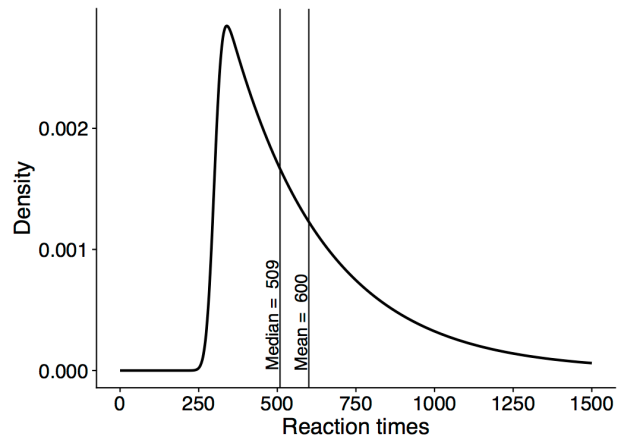 Density
0.002
0.001
0.000
Median = 509
Mean = 600
0 250 500 750 1000 1250 1500
Reaction times